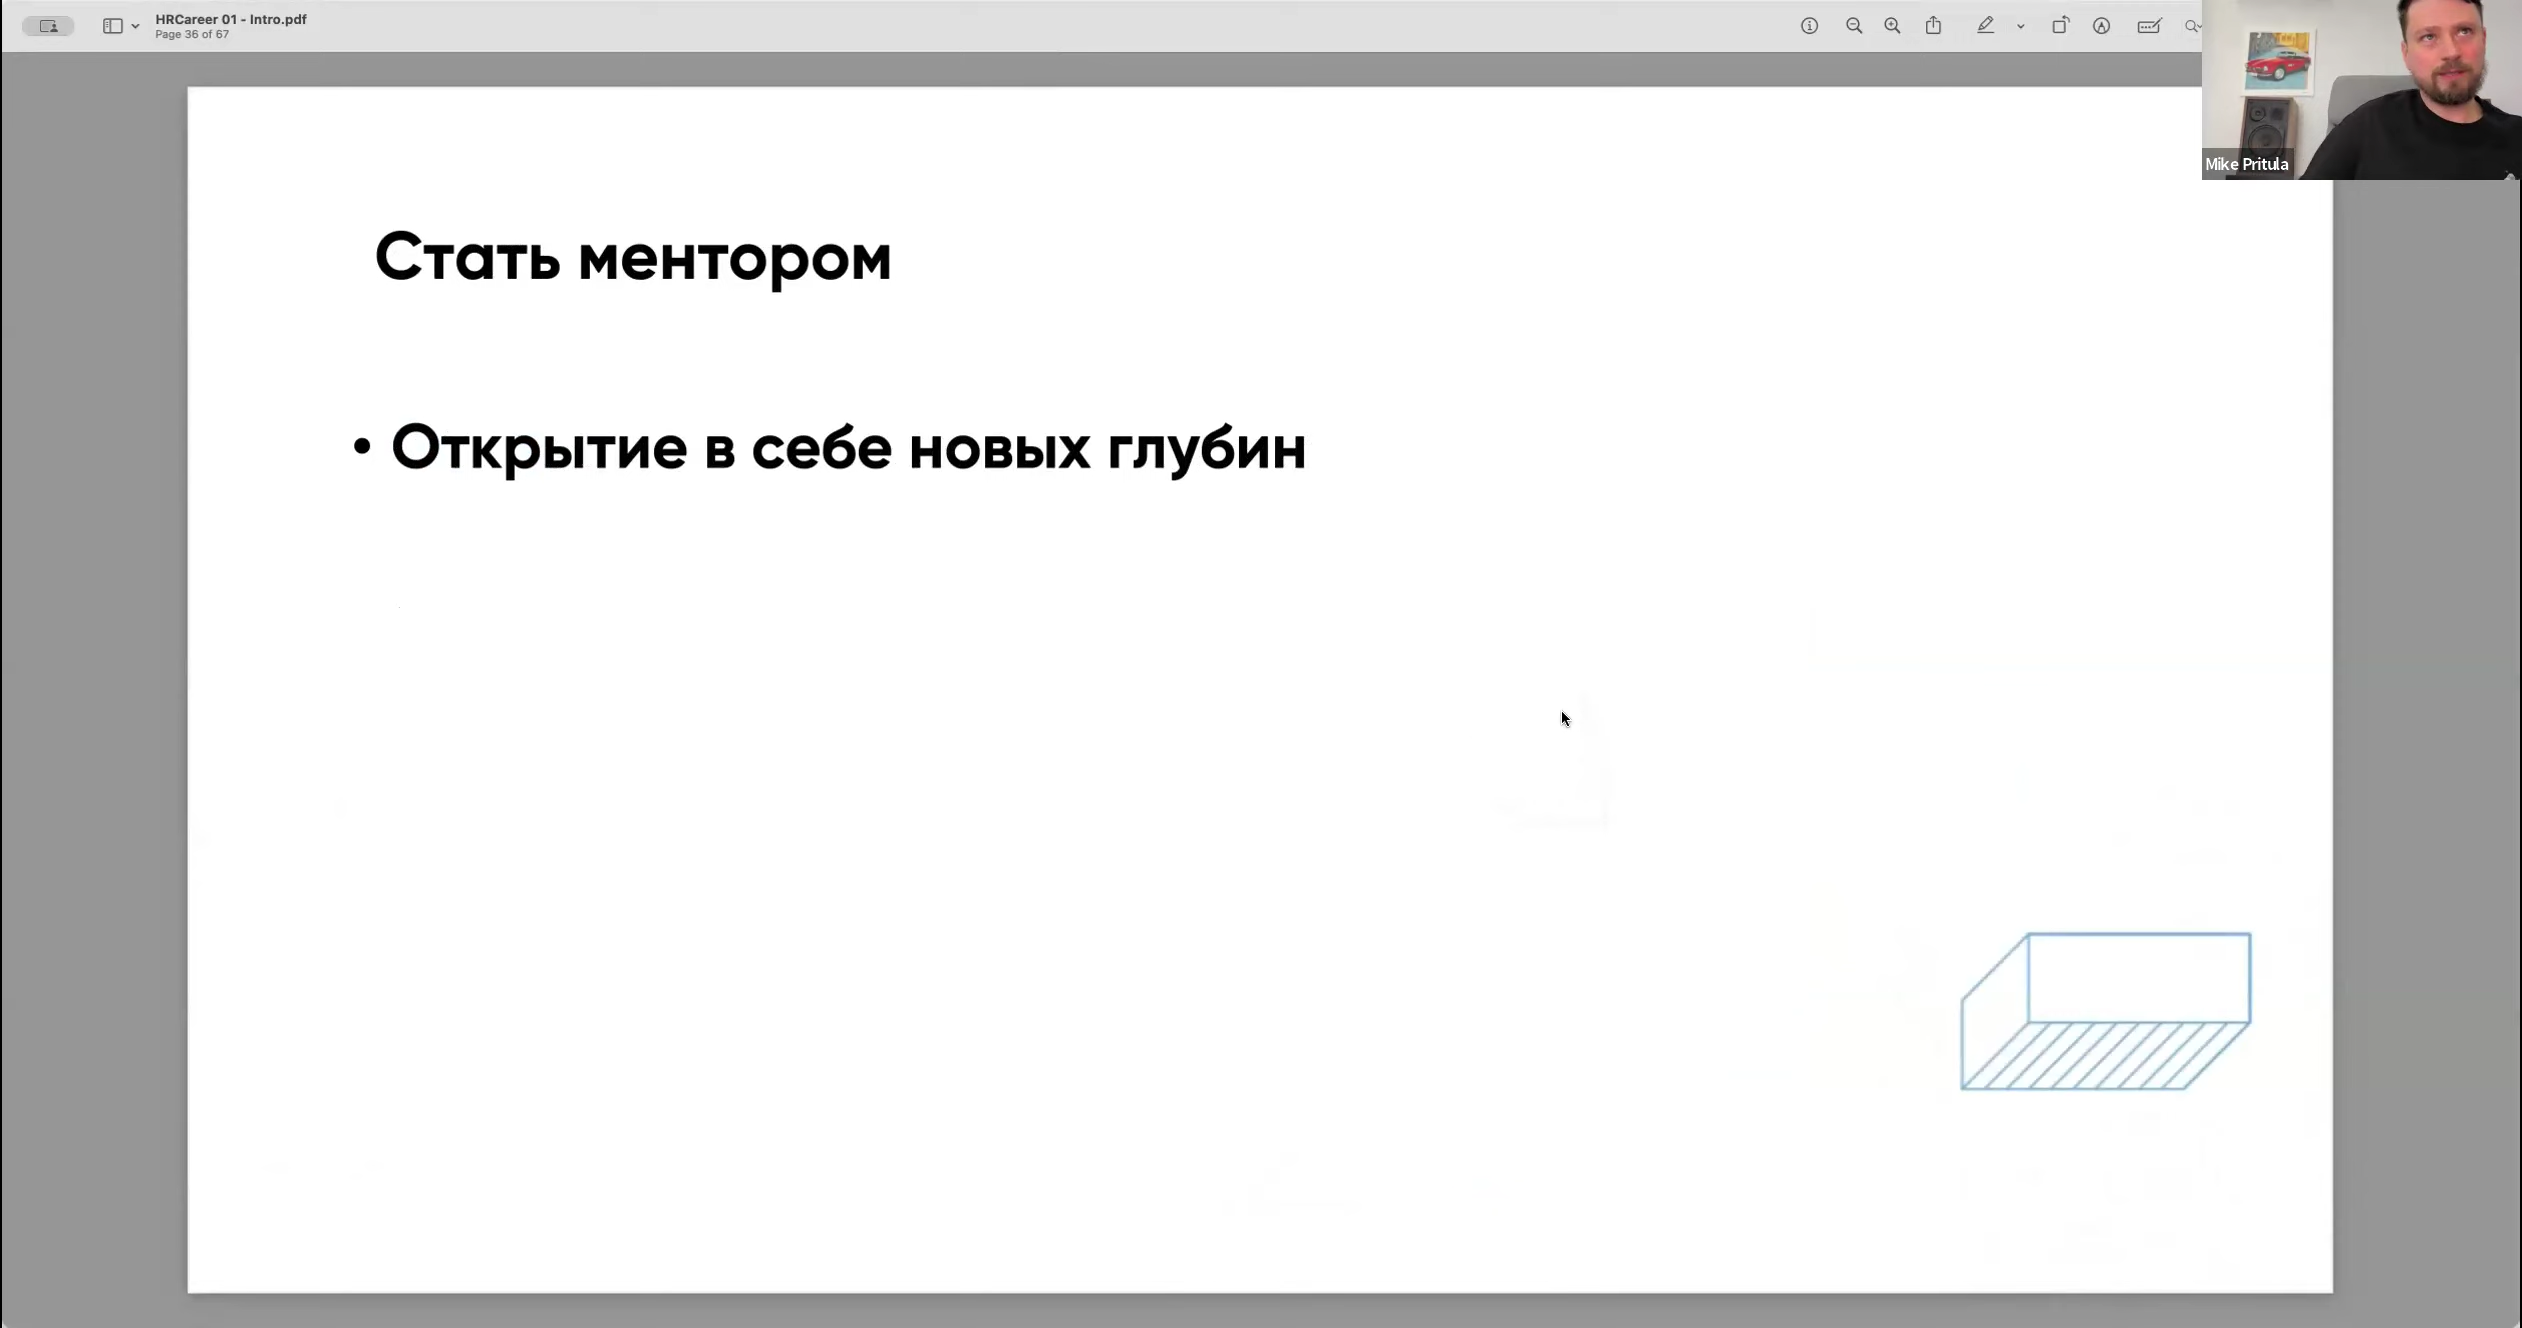 HRCareer 01 - Intro.pdf
Page 36 of 67
Mike Pritula
Стать ментором
• Открытие в себе новых глубин